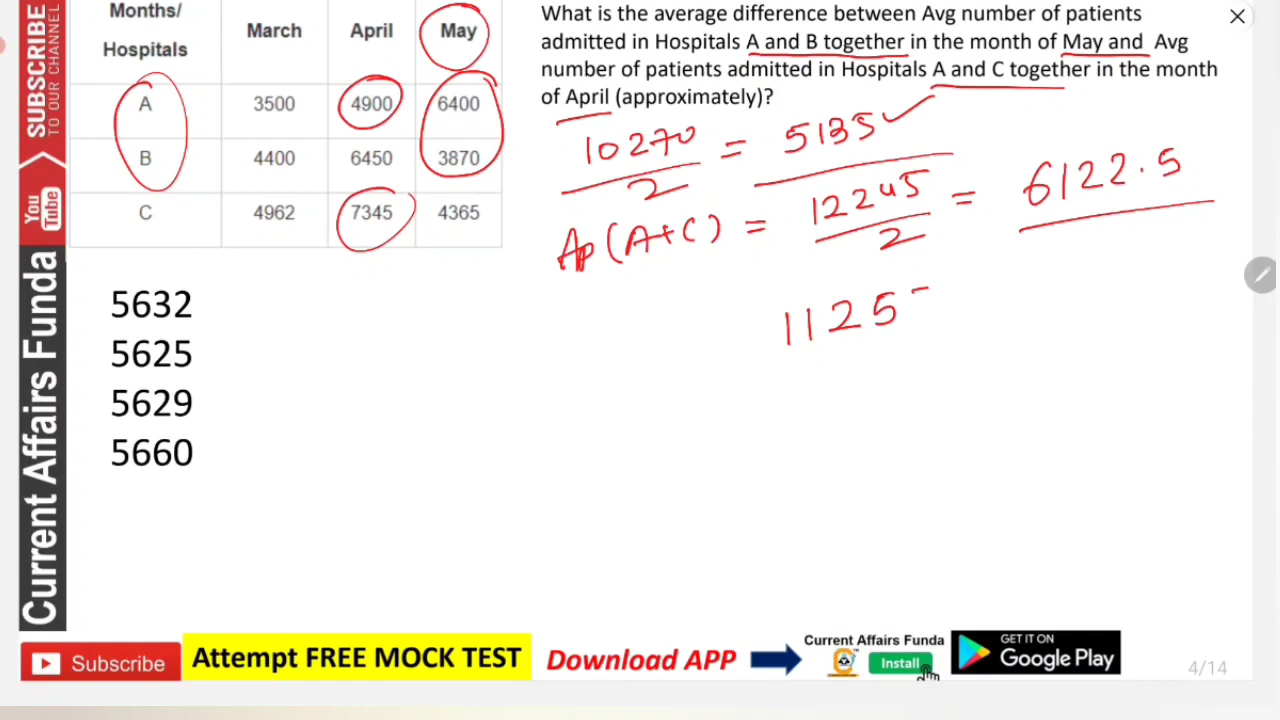 SUBSCRIBE
TO OUR CHANNEL
You
Tube
Current Affairs Funda
Months/
Hospitals
March
April
May
A
3500
4900
6400
B
4400
6450
3870
C
4962
7345
4365
What is the average difference between Avg number of patients
admitted in Hospitals A and B together in the month of May and Avg
number of patients admitted in Hospitals A and C together in the month
of April (approximately)?
10270/2 = 5135
Ap (A+C) = 12245/2 = 6122.5
1125
5632
5625
5629
5660
Subscribe
Attempt FREE MOCK TEST
Download APP
Current Affairs Funda
Install
GET IT ON
Google Play
4/14